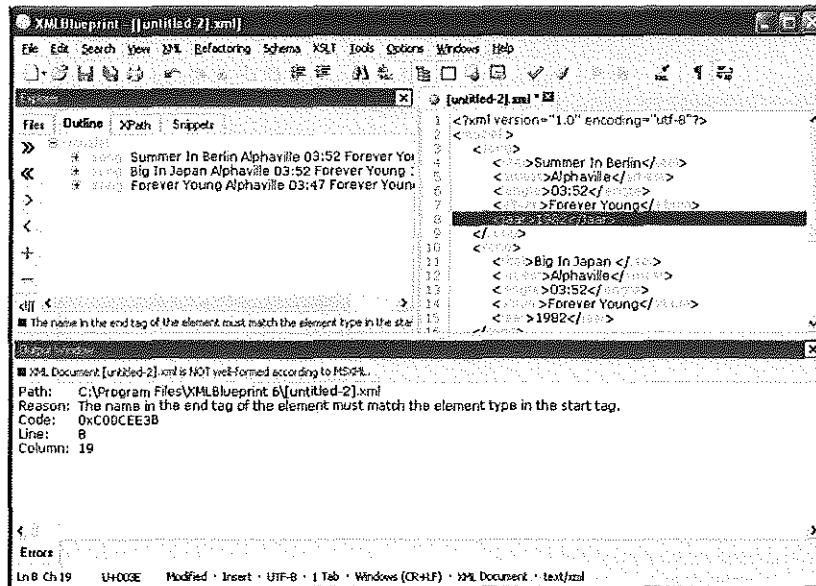 XMLBlueprint - [[untitled-2].xml]
File Edit Search View XML Refactoring Schema XSLT Tools Options Windows Help
[untitled-2].xml *
Files Outline XPath Snippets
Summer In Berlin Alphaville 03:52 Forever You
Big In Japan Alphaville 03:52 Forever Young
Forever Young Alphaville 03:47 Forever Youn
The name in the end tag of the element must match the element type in the star
1 <?xml version="1.0" encoding="utf-8"?>
2
3
4 >Summer In Berlin</
5 >Alphaville</
6 >03:52</
7 >Forever Young</
8
9
10
11 >Big In Japan </
12 >Alphaville</
13 >03:52</
14 >Forever Young</
15 >1982</
16
XML Document [untitled-2].xml is NOT well-formed according to MSXML.
Path: C:\Program Files\XMLBlueprint 6\[untitled-2].xml
Reason: The name in the end tag of the element must match the element type in the start tag.
Code: 0xC00CEE3B
Line: 8
Column: 19
Errors
Ln 8 Ch 19 U+003E Modified · Insert · UTF-8 · 1 Tab · Windows (CR+LF) · XML Document · text/xml